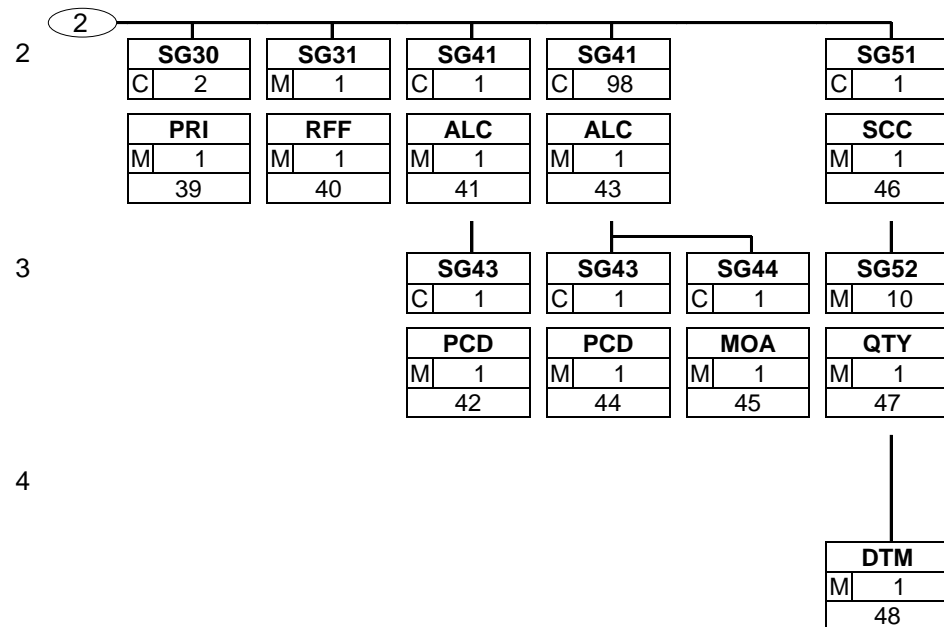 2
2
SG30 SG31 SG41 SG41 SG51
C 2 M 1 C 1 C 98 C 1
PRI RFF ALC ALC SCC
M 1 M 1 M 1 M 1 M 1
39 40 41 43 46
3
SG43 SG43 SG44 SG52
C 1 C 1 C 1 M 10
PCD PCD MOA QTY
M 1 M 1 M 1 M 1
42 44 45 47
4
DTM
M 1
48